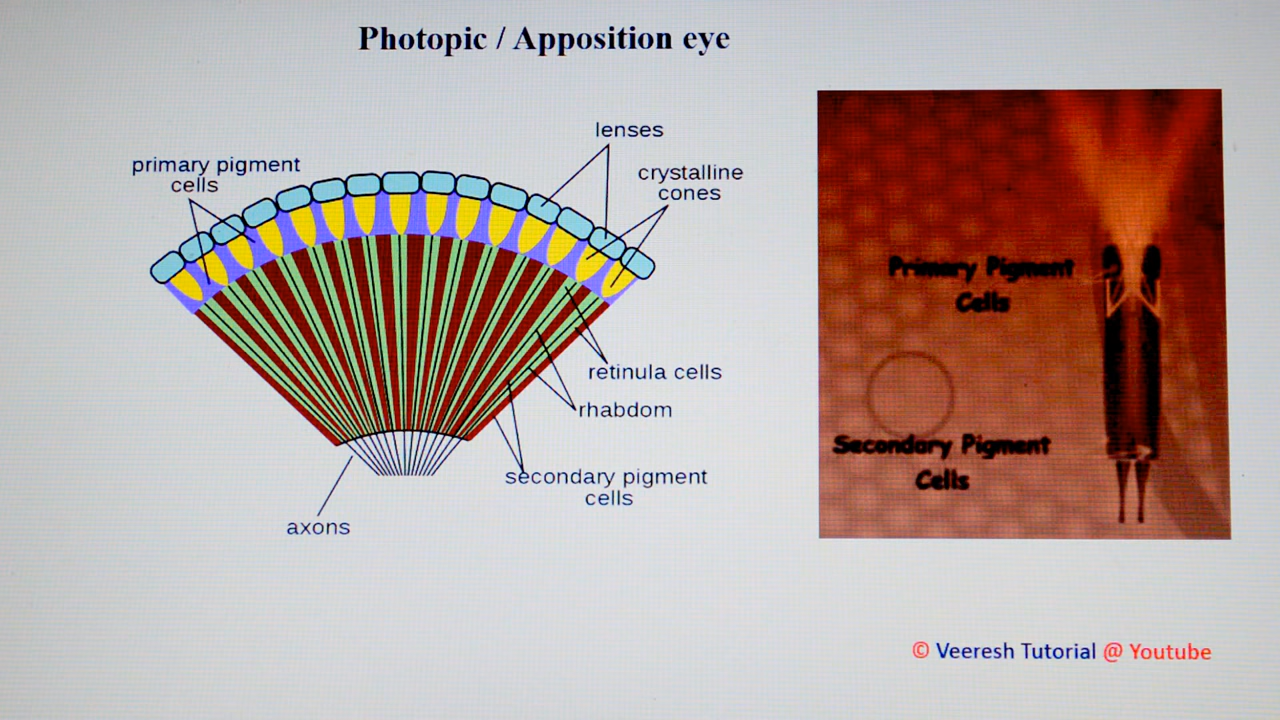 Photopic / Apposition eye
lenses
primary pigment
cells
crystalline
cones
retinula cells
rhabdom
secondary pigment
cells
axons
Primary Pigment
Cells
Secondary Pigment
Cells
© Veeresh Tutorial @ Youtube